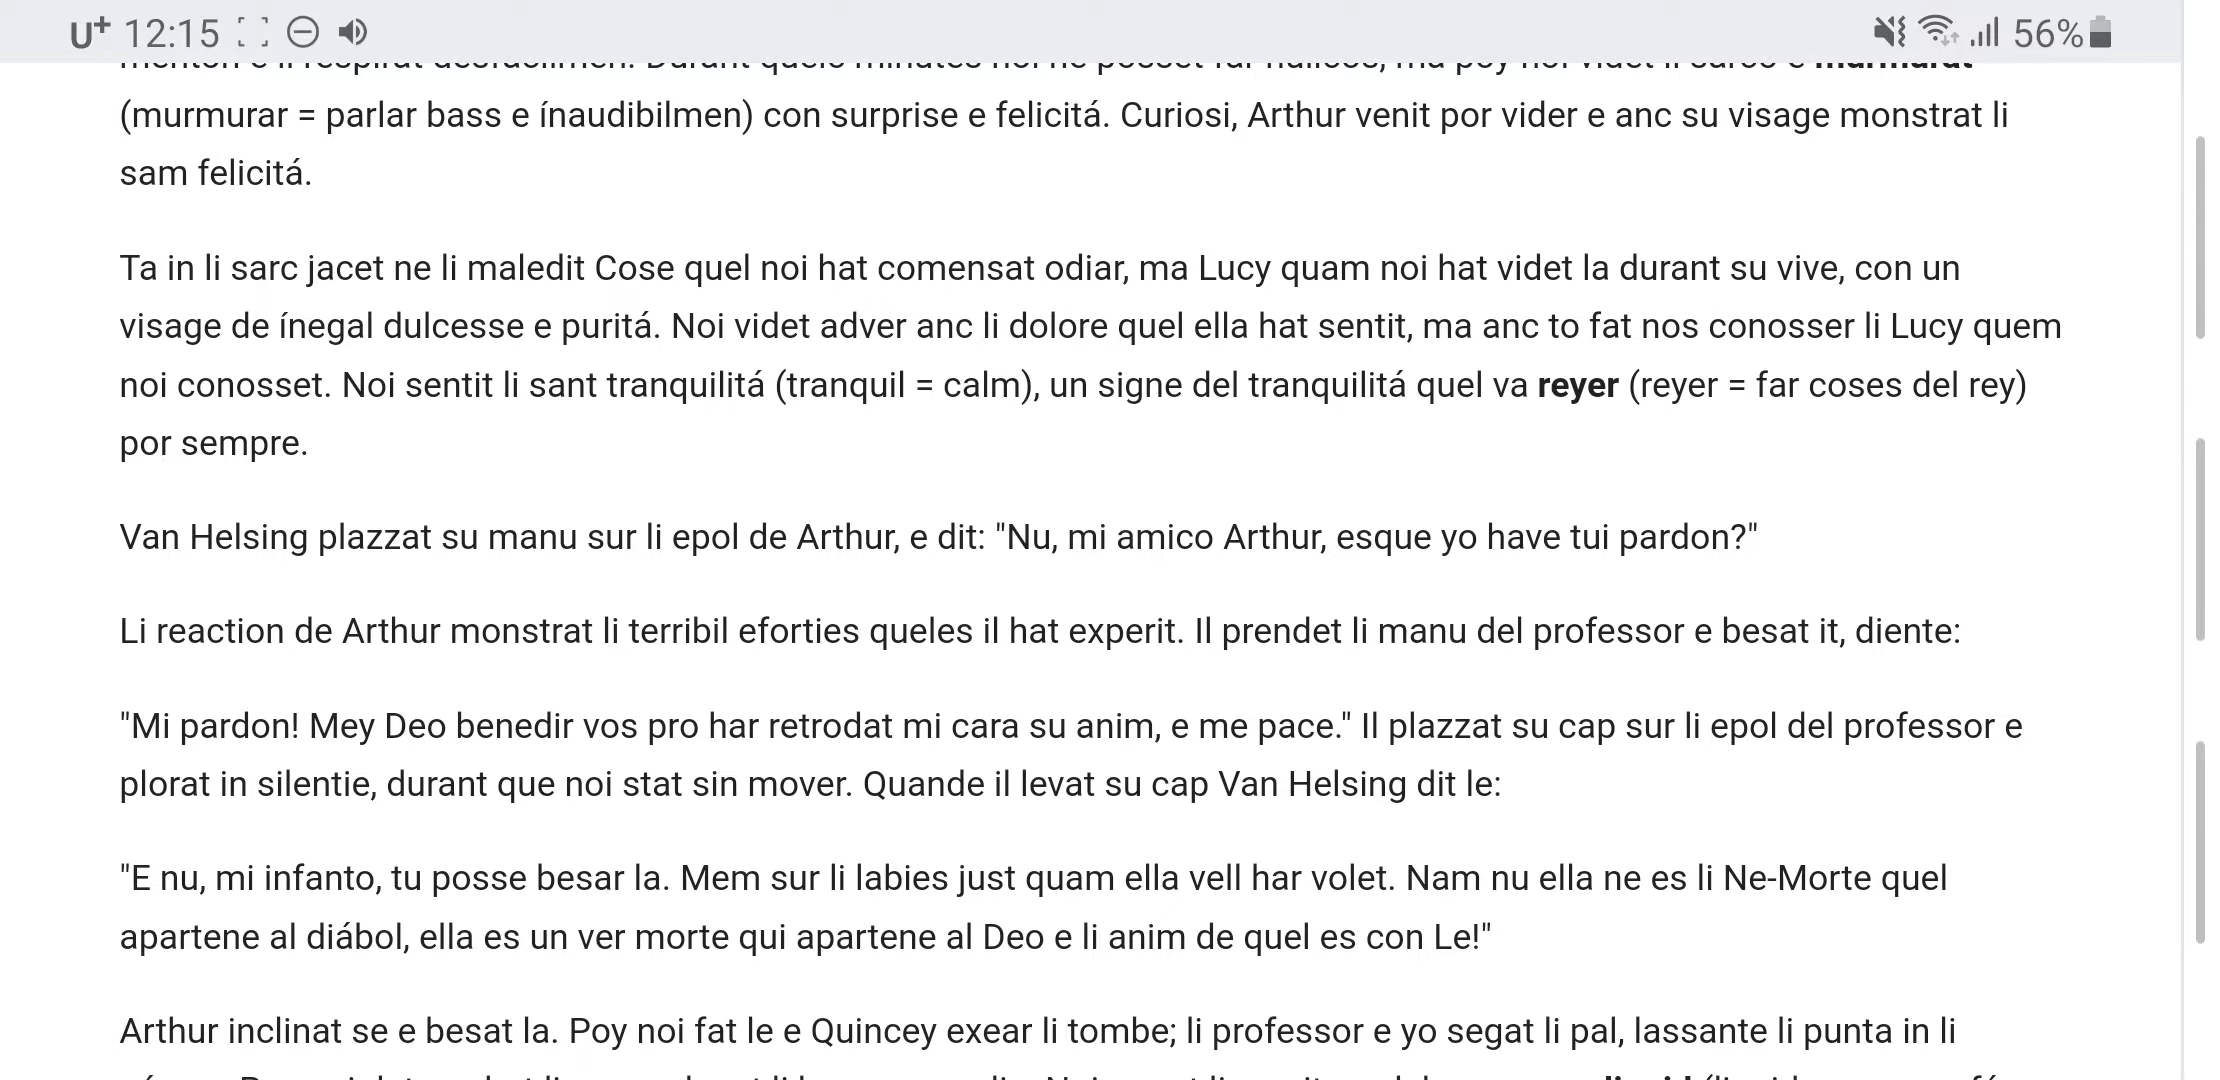 U+ 12:15 56%
(murmurar = parlar bass e ínaudibilmen) con surprise e felicitá. Curiosi, Arthur venit por vider e anc su visage monstrat li
sam felicitá.
Ta in li sarc jacet ne li maledit Cose quel noi hat comensat odiar, ma Lucy quam noi hat videt la durant su vive, con un
visage de ínegal dulcesse e puritá. Noi videt adver anc li dolore quel ella hat sentit, ma anc to fat nos conosser li Lucy quem
noi conosset. Noi sentit li sant tranquilitá (tranquil = calm), un signe del tranquilitá quel va reyer (reyer = far coses del rey)
por sempre.
Van Helsing plazzat su manu sur li epol de Arthur, e dit: "Nu, mi amico Arthur, esque yo have tui pardon?"
Li reaction de Arthur monstrat li terribil eforties queles il hat experit. Il prendet li manu del professor e besat it, diente:
"Mi pardon! Mey Deo benedir vos pro har retrodat mi cara su anim, e me pace." Il plazzat su cap sur li epol del professor e
plorat in silentie, durant que noi stat sin mover. Quande il levat su cap Van Helsing dit le:
"E nu, mi infanto, tu posse besar la. Mem sur li labies just quam ella vell har volet. Nam nu ella ne es li Ne-Morte quel
apartene al diábol, ella es un ver morte qui apartene al Deo e li anim de quel es con Le!"
Arthur inclinat se e besat la. Poy noi fat le e Quincey exear li tombe; li professor e yo segat li pal, lassante li punta in li